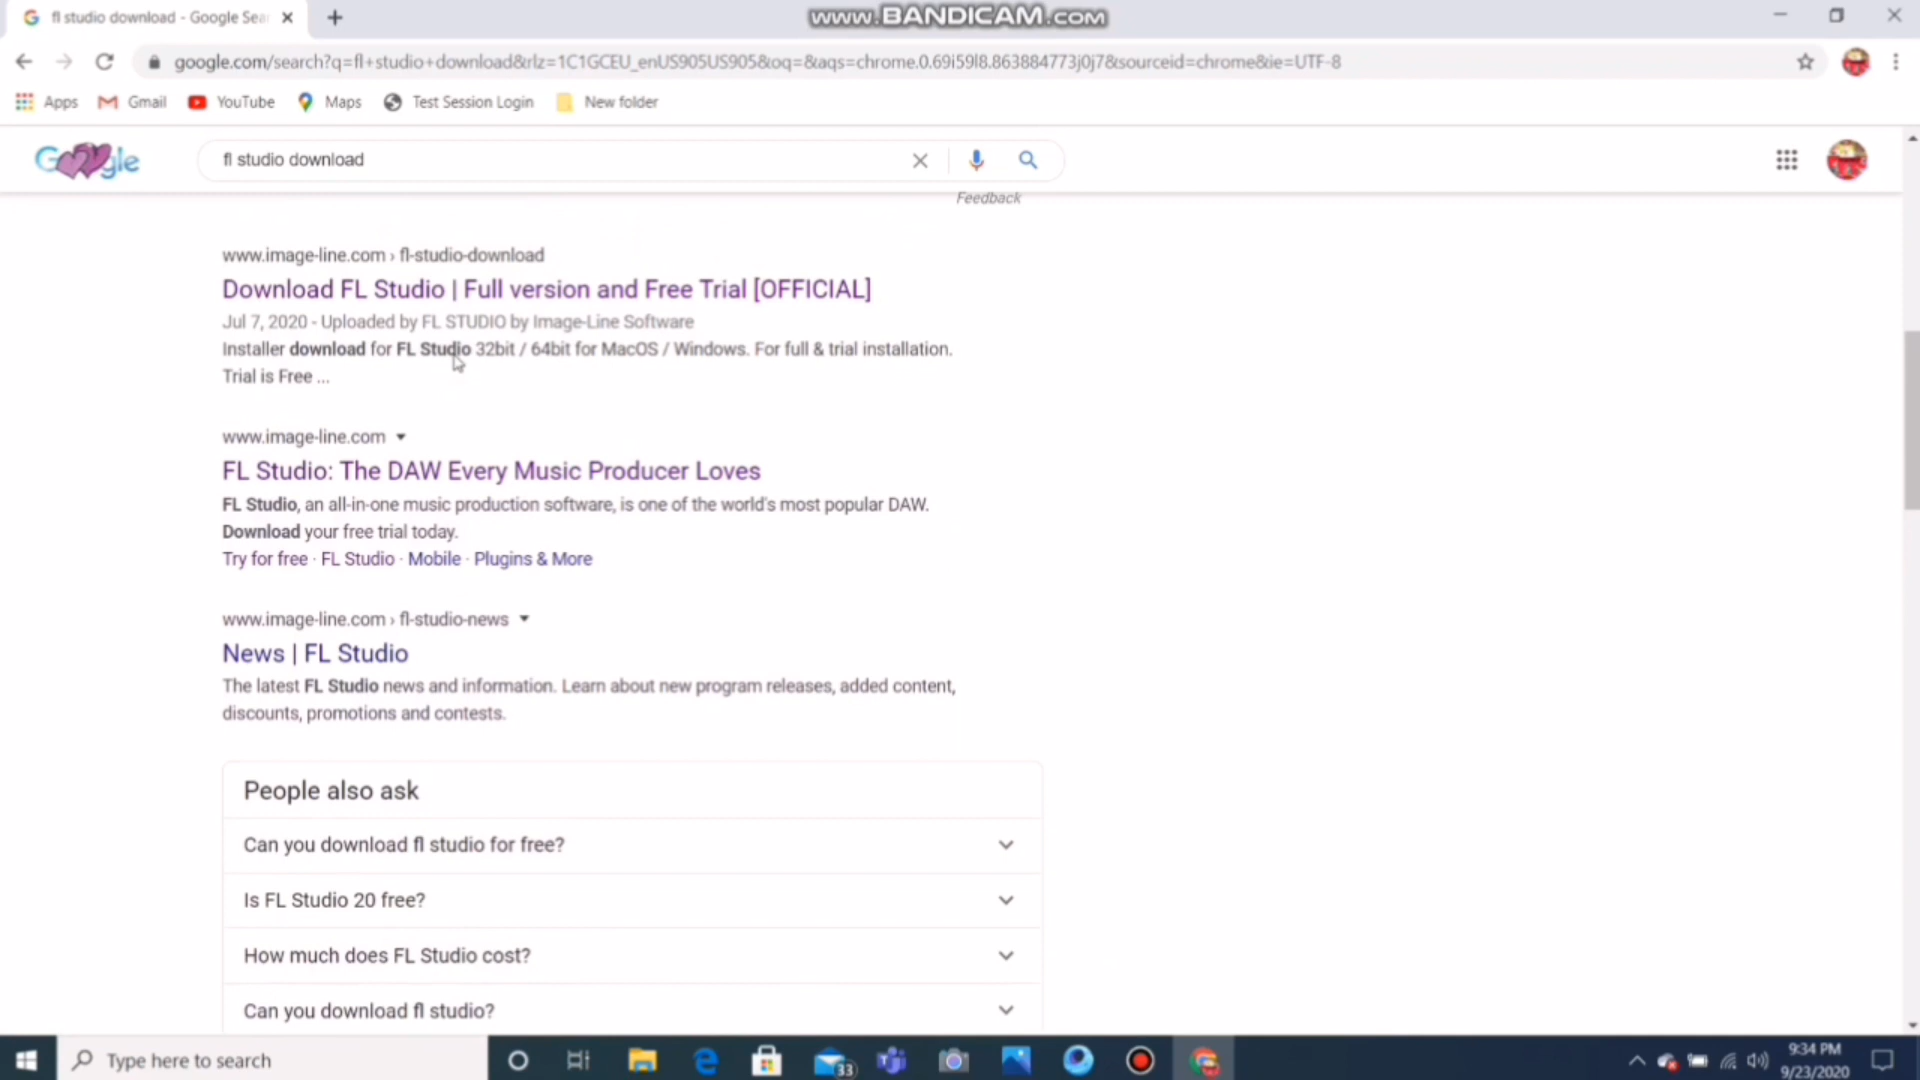 fl studio download - Google Sea
www.BANDICAM.com
google.com/search?q=fl+studio+download&rlz=1C1GCEU_enUS905US905&oq=&aqs=chrome.0.69i59l8.863884773j0j7&sourceid=chrome&ie=UTF-8
Apps Gmail YouTube Maps Test Session Login New folder
Google
fl studio download
Feedback
www.image-line.com › fl-studio-download
Download FL Studio | Full version and Free Trial [OFFICIAL]
Jul 7, 2020 - Uploaded by FL STUDIO by Image-Line Software
Installer download for FL Studio 32bit / 64bit for MacOS / Windows. For full & trial installation.
Trial is Free ...
www.image-line.com
FL Studio: The DAW Every Music Producer Loves
FL Studio, an all-in-one music production software, is one of the world's most popular DAW.
Download your free trial today.
Try for free · FL Studio · Mobile · Plugins & More
www.image-line.com › fl-studio-news
News | FL Studio
The latest FL Studio news and information. Learn about new program releases, added content,
discounts, promotions and contests.
People also ask
Can you download fl studio for free?
Is FL Studio 20 free?
How much does FL Studio cost?
Can you download fl studio?
Type here to search
33
9:34 PM
9/23/2020